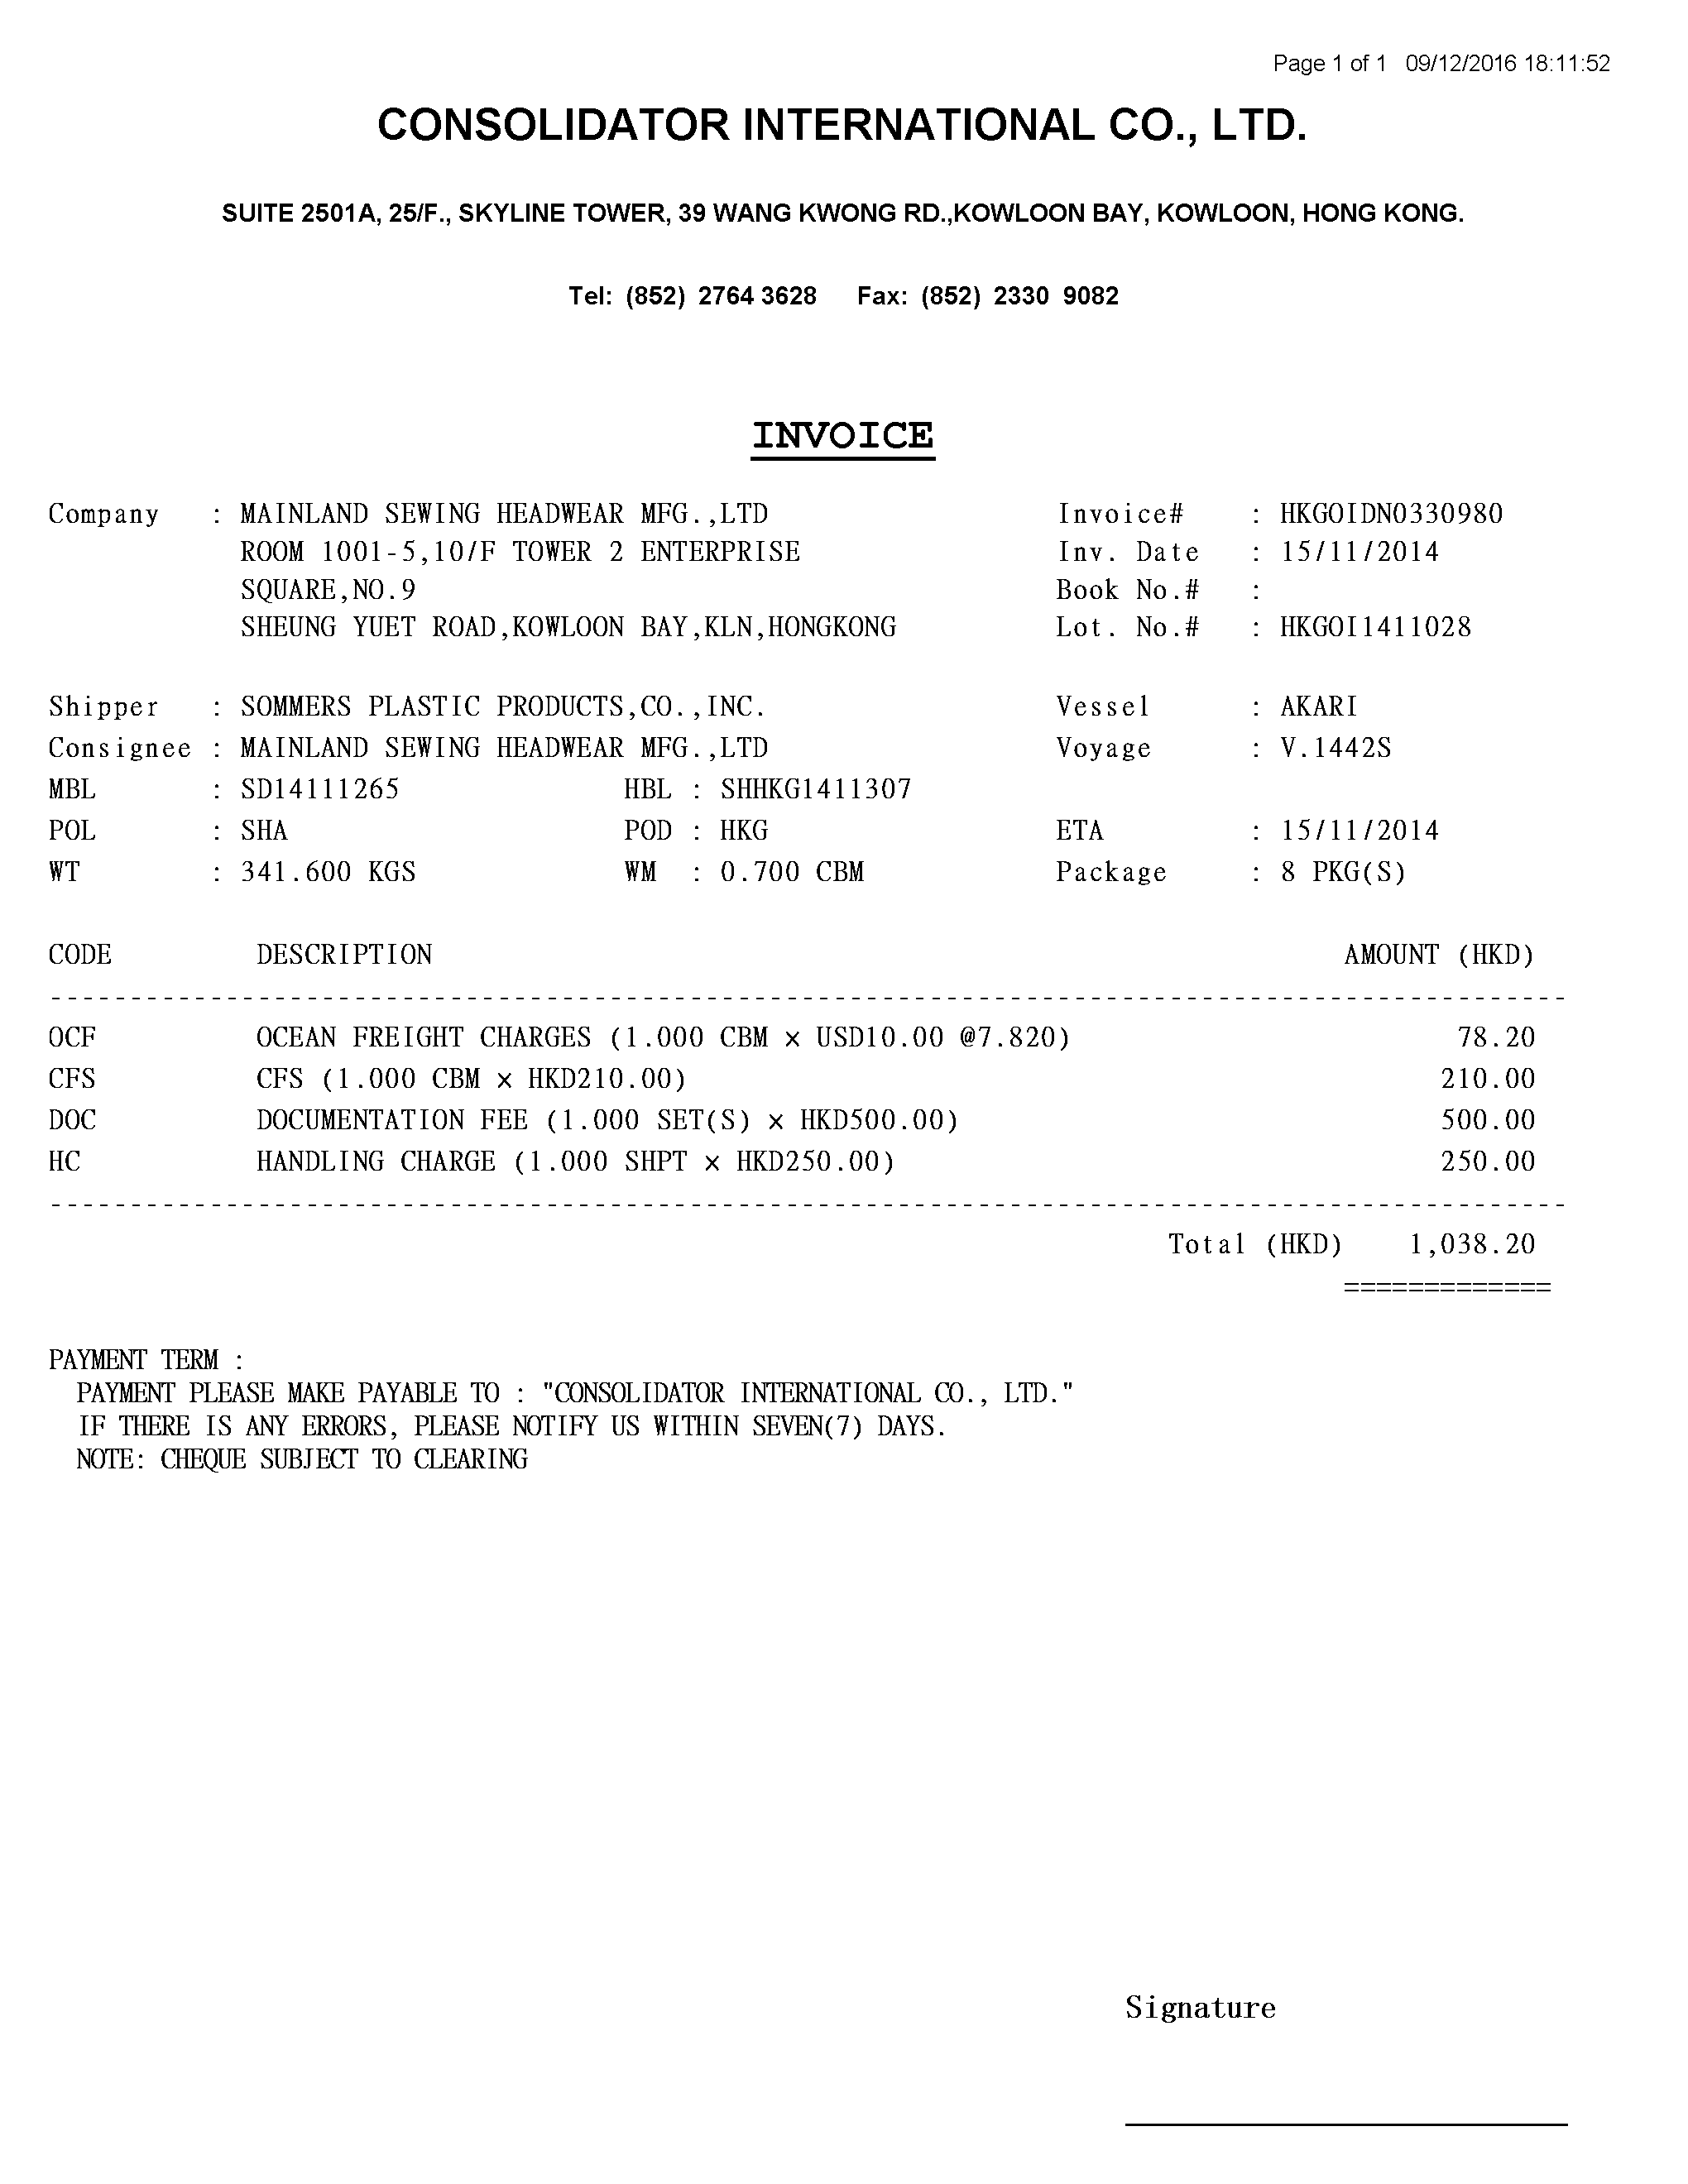 Page 1 of 1 09/12/2016 18:11:52
CONSOLIDATOR INTERNATIONAL CO., LTD.
SUITE 2501A, 25/F., SKYLINE TOWER, 39 WANG KWONG RD.,KOWLOON BAY, KOWLOON, HONG KONG.
Tel: (852) 2764 3628 Fax: (852) 2330 9082
INVOICE
Company : MAINLAND SEWING HEADWEAR MFG.,LTD Invoice# : HKGOIDN0330980
ROOM 1001-5,10/F TOWER 2 ENTERPRISE Inv. Date : 15/11/2014
SQUARE,NO.9 Book No.# :
SHEUNG YUET ROAD,KOWLOON BAY,KLN,HONGKONG Lot. No.# : HKGOI1411028
Shipper : SOMMERS PLASTIC PRODUCTS,CO.,INC. Vessel : AKARI
Consignee : MAINLAND SEWING HEADWEAR MFG.,LTD Voyage : V.1442S
MBL : SD14111265 HBL : SHHKG1411307
POL : SHA POD : HKG ETA : 15/11/2014
WT : 341.600 KGS WM : 0.700 CBM Package : 8 PKG(S)
CODE DESCRIPTION AMOUNT (HKD)
OCF OCEAN FREIGHT CHARGES (1.000 CBM × USD10.00 @7.820) 78.20
CFS CFS (1.000 CBM × HKD210.00) 210.00
DOC DOCUMENTATION FEE (1.000 SET(S) × HKD500.00) 500.00
HC HANDLING CHARGE (1.000 SHPT × HKD250.00) 250.00
Total (HKD) 1,038.20
=============
PAYMENT TERM :
PAYMENT PLEASE MAKE PAYABLE TO : "CONSOLIDATOR INTERNATIONAL CO., LTD."
IF THERE IS ANY ERRORS, PLEASE NOTIFY US WITHIN SEVEN(7) DAYS.
NOTE: CHEQUE SUBJECT TO CLEARING
Signature